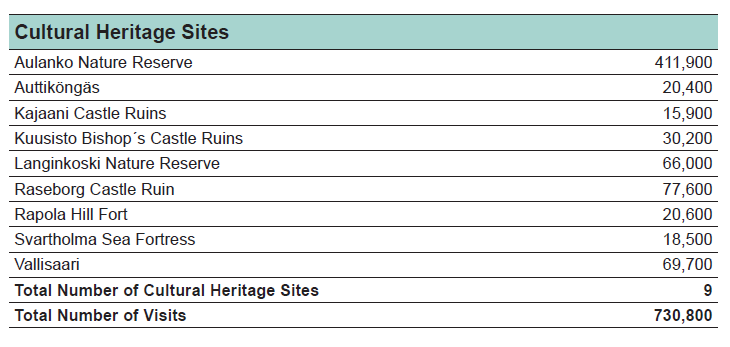 Cultural Heritage Sites
Aulanko Nature Reserve 411,900
Auttiköngäs 20,400
Kajaani Castle Ruins 15,900
Kuusisto Bishop´s Castle Ruins 30,200
Langinkoski Nature Reserve 66,000
Raseborg Castle Ruin 77,600
Rapola Hill Fort 20,600
Svartholma Sea Fortress 18,500
Vallisaari 69,700
Total Number of Cultural Heritage Sites 9
Total Number of Visits 730,800